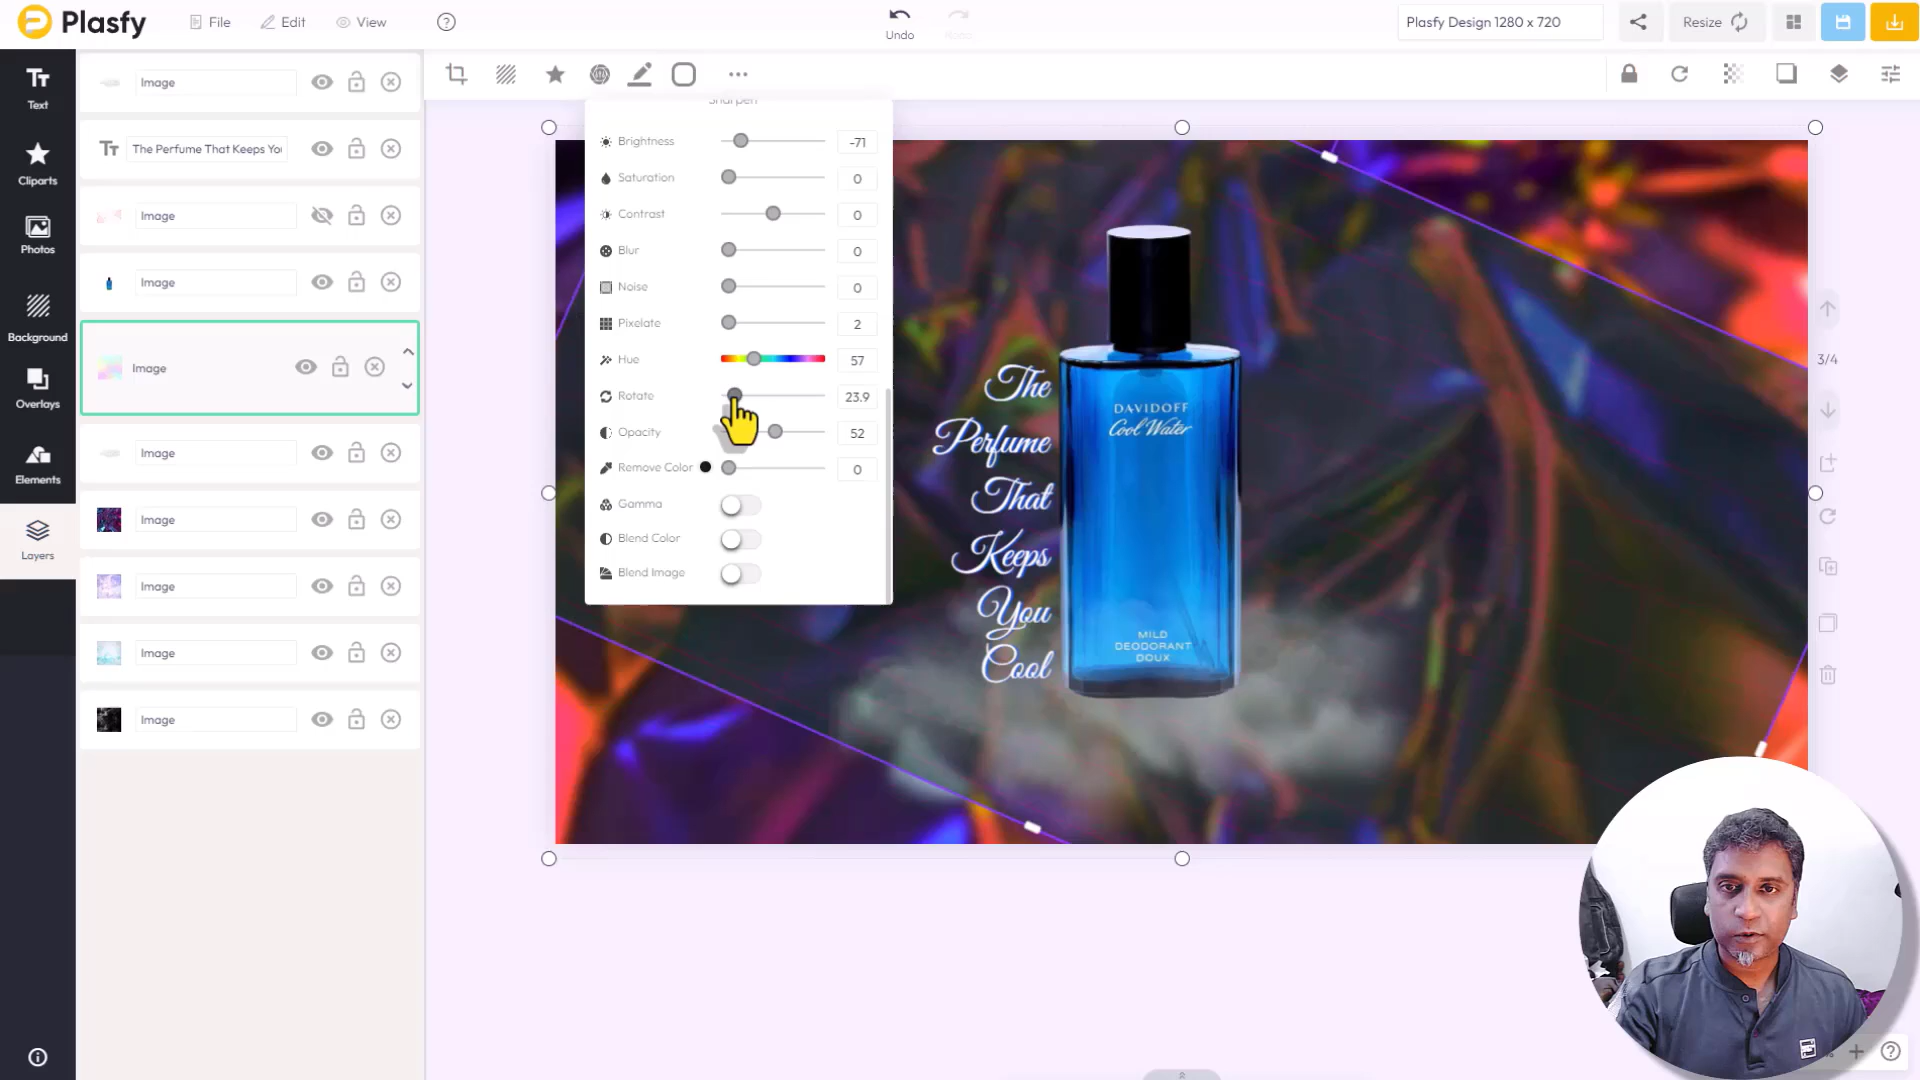 Plasfy
File
Edit
View
Undo
Redo
Plasfy Design 1280 x 720
Resize
Text
Cliparts
Photos
Background
Overlays
Elements
Layers
Image
The Perfume That Keeps You
Image
Image
Image
Image
Image
Image
Image
Image
Sharpen
Brightness -71
Saturation 0
Contrast 0
Blur 0
Noise 0
Pixelate 2
Hue 57
Rotate 23.9
Opacity 52
Remove Color 0
Gamma
Blend Color
Blend Image
The
Perfume
That
Keeps
You
Cool
DAVIDOFF
Cool Water
MILD
DEODORANT
DOUX
3/4